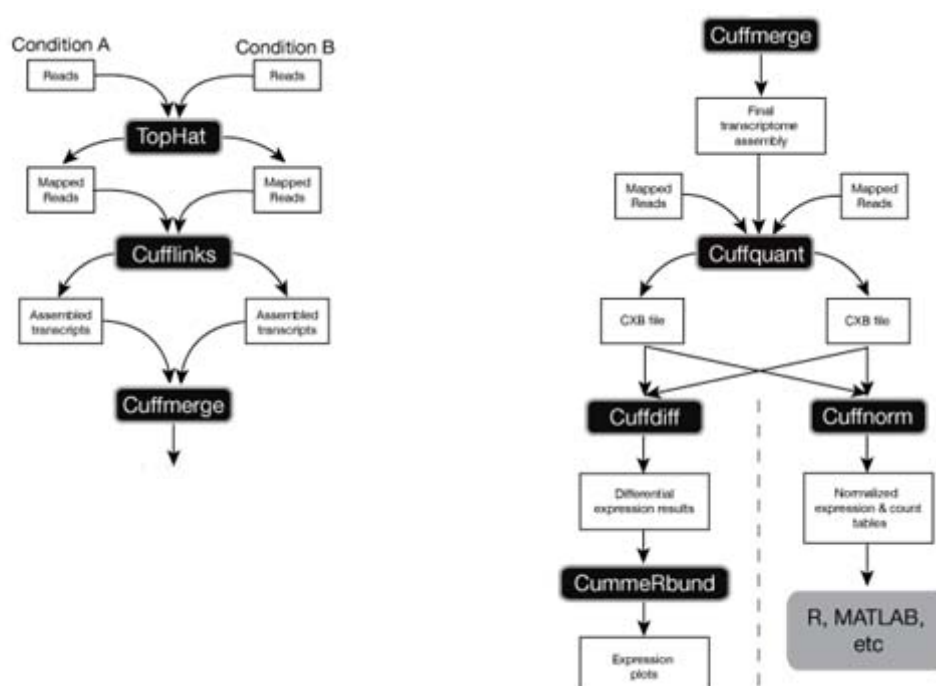 Condition A
Condition B
Reads
Reads
TopHat
Mapped
Reads
Mapped
Reads
Cufflinks
Assembled
transcripts
Assembled
transcripts
Cuffmerge
Cuffmerge
Final
transcriptome
assembly
Mapped
Reads
Mapped
Reads
Cuffquant
CXB file
CXB file
Cuffdiff
Cuffnorm
Differential
expression results
Normalized
expression & count
tables
CummeRbund
R, MATLAB,
etc
Expression
plots